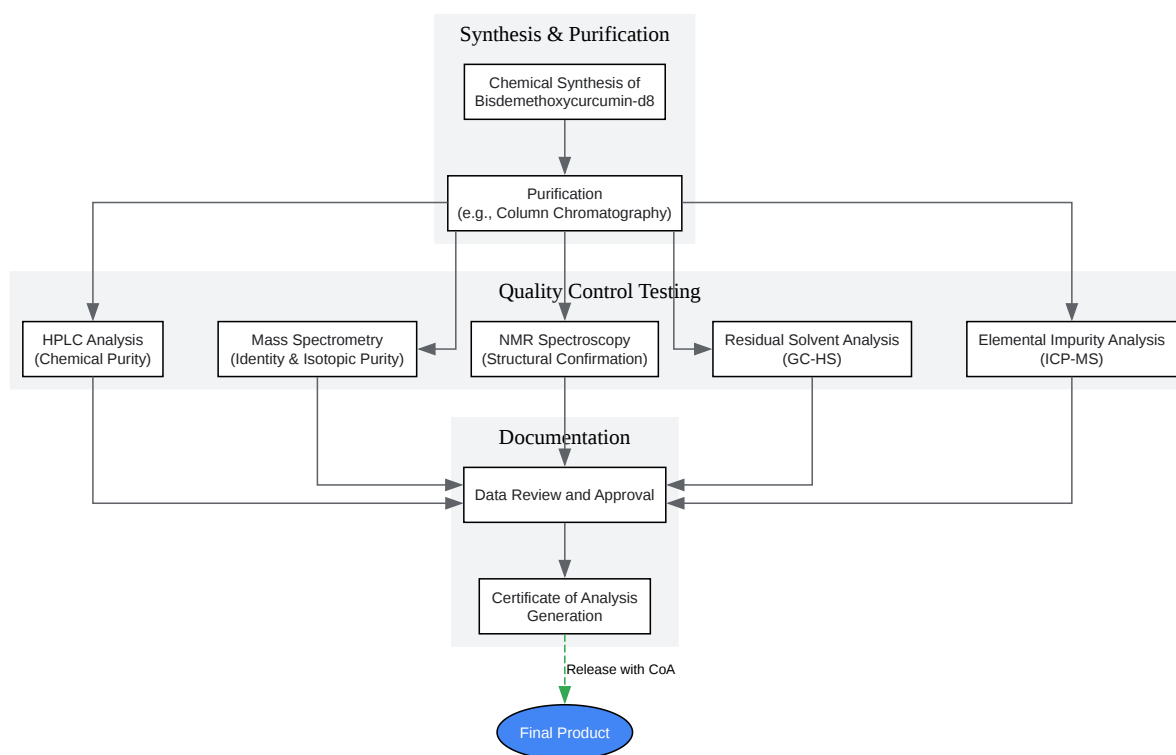 Synthesis & Purification
Chemical Synthesis of
Bisdemethoxycurcumin-d8
Purification
(e.g., Column Chromatography)
Quality Control Testing
HPLC Analysis
(Chemical Purity)
Mass Spectrometry
(Identity & Isotopic Purity)
NMR Spectroscopy
(Structural Confirmation)
Residual Solvent Analysis
(GC-HS)
Elemental Impurity Analysis
(ICP-MS)
Documentation
Data Review and Approval
Certificate of Analysis
Generation
Release with CoA
Final Product